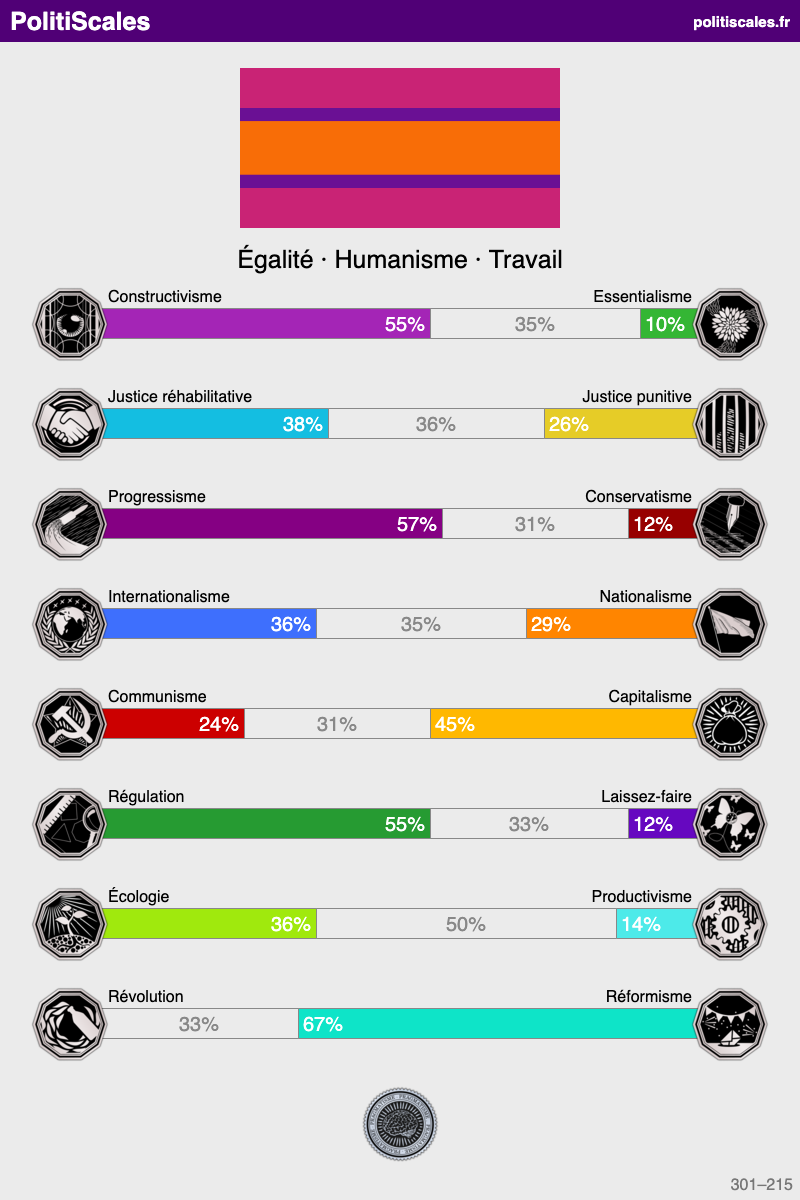 PolitiScales politiscales.fr
Égalité · Humanisme · Travail
Constructivisme Essentialisme
55% 35% 10%
Justice réhabilitative Justice punitive
38% 36% 26%
Progressisme Conservatisme
57% 31% 12%
Internationalisme Nationalisme
36% 35% 29%
Communisme Capitalisme
24% 31% 45%
Régulation Laissez-faire
55% 33% 12%
Écologie Productivisme
36% 50% 14%
Révolution Réformisme
33% 67%
301–215